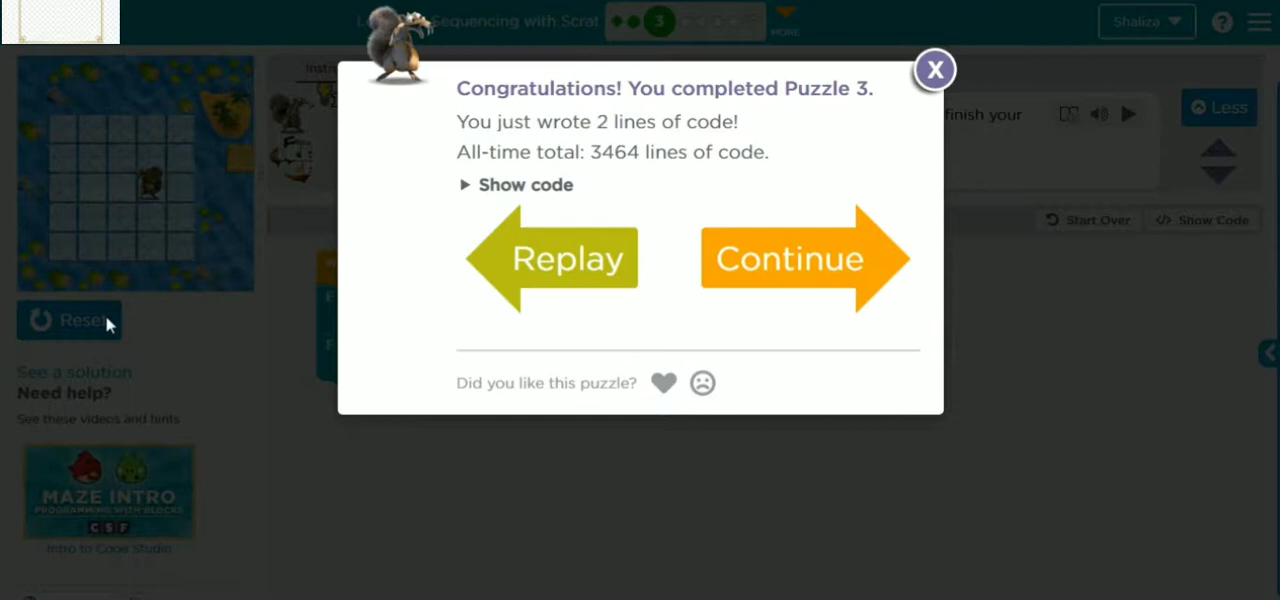 Sequencing with Scrat
3
MORE
Shaliza
?
Congratulations! You completed Puzzle 3.
X
You just wrote 2 lines of code!
All-time total: 3464 lines of code.
Show code
finish your
Less
Start Over
</> Show Code
Replay
Continue
Reset
Did you like this puzzle?
See a solution
Need help?
See these videos and hints
MAZE INTRO
PROGRAMMING WITH BLOCKS
CSF
Intro to Code Studio